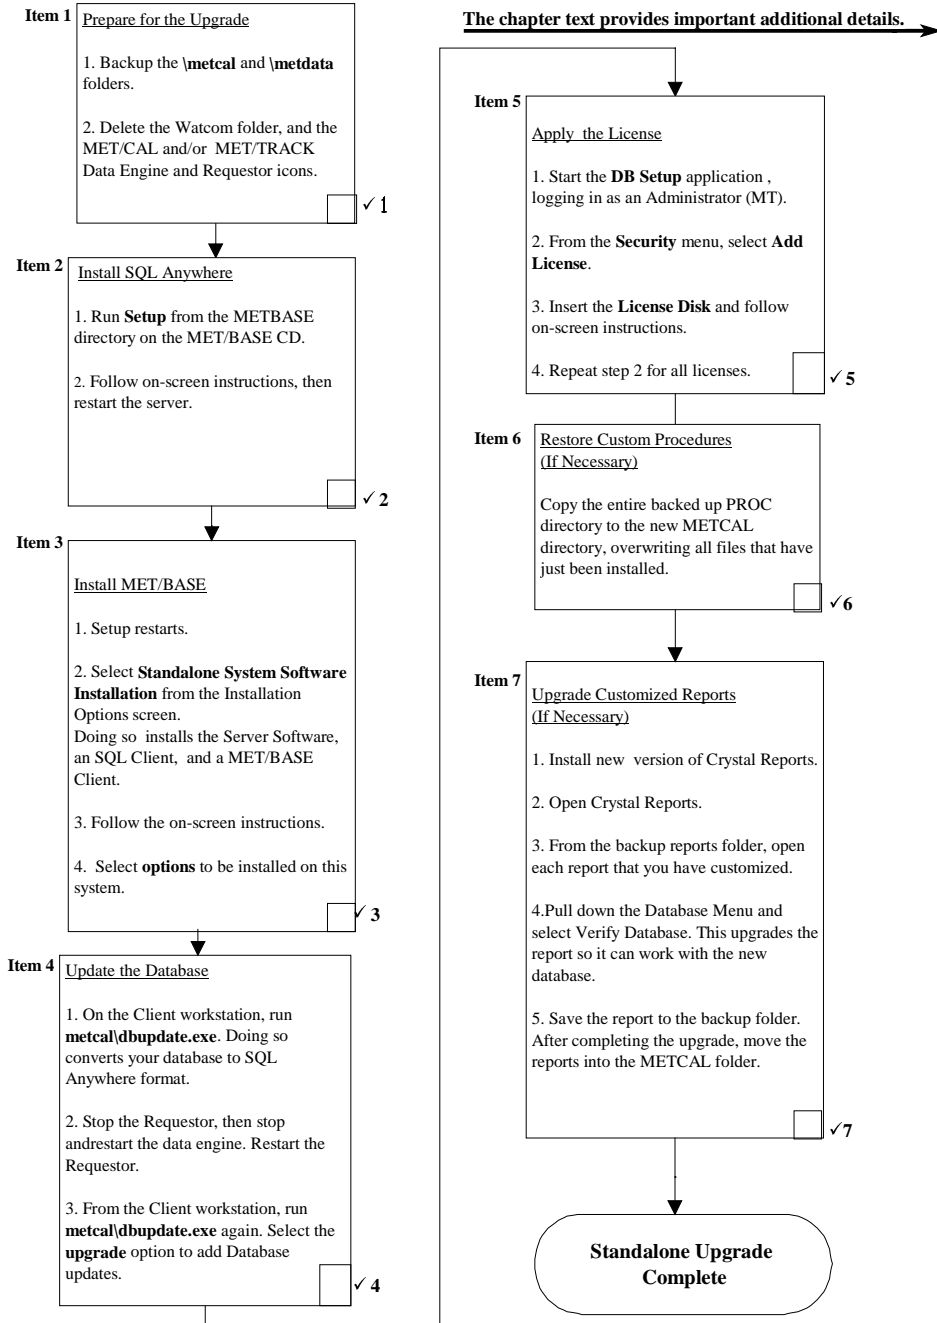 Item 1
Prepare for the Upgrade
1. Backup the \metcal and \metdata
folders.
2. Delete the Watcom folder, and the
MET/CAL and/or MET/TRACK
Data Engine and Requestor icons.
✓ 1
Item 2
Install SQL Anywhere
1. Run Setup from the METBASE
directory on the MET/BASE CD.
2. Follow on-screen instructions, then
restart the server.
✓ 2
Item 3
Install MET/BASE
1. Setup restarts.
2. Select Standalone System Software
Installation from the Installation
Options screen.
Doing so installs the Server Software,
an SQL Client, and a MET/BASE
Client.
3. Follow the on-screen instructions.
4. Select options to be installed on this
system.
✓ 3
Item 4
Update the Database
1. On the Client workstation, run
metcal\dbupdate.exe. Doing so
converts your database to SQL
Anywhere format.
2. Stop the Requestor, then stop
andrestart the data engine. Restart the
Requestor.
3. From the Client workstation, run
metcal\dbupdate.exe again. Select the
upgrade option to add Database
updates.
✓ 4
The chapter text provides important additional details.
Item 5
Apply the License
1. Start the DB Setup application ,
logging in as an Administrator (MT).
2. From the Security menu, select Add
License.
3. Insert the License Disk and follow
on-screen instructions.
4. Repeat step 2 for all licenses.
✓ 5
Item 6
Restore Custom Procedures
(If Necessary)
Copy the entire backed up PROC
directory to the new METCAL
directory, overwriting all files that have
just been installed.
✓6
Item 7
Upgrade Customized Reports
(If Necessary)
1. Install new version of Crystal Reports.
2. Open Crystal Reports.
3. From the backup reports folder, open
each report that you have customized.
4.Pull down the Database Menu and
select Verify Database. This upgrades the
report so it can work with the new
database.
5. Save the report to the backup folder.
After completing the upgrade, move the
reports into the METCAL folder.
✓7
Standalone Upgrade
Complete